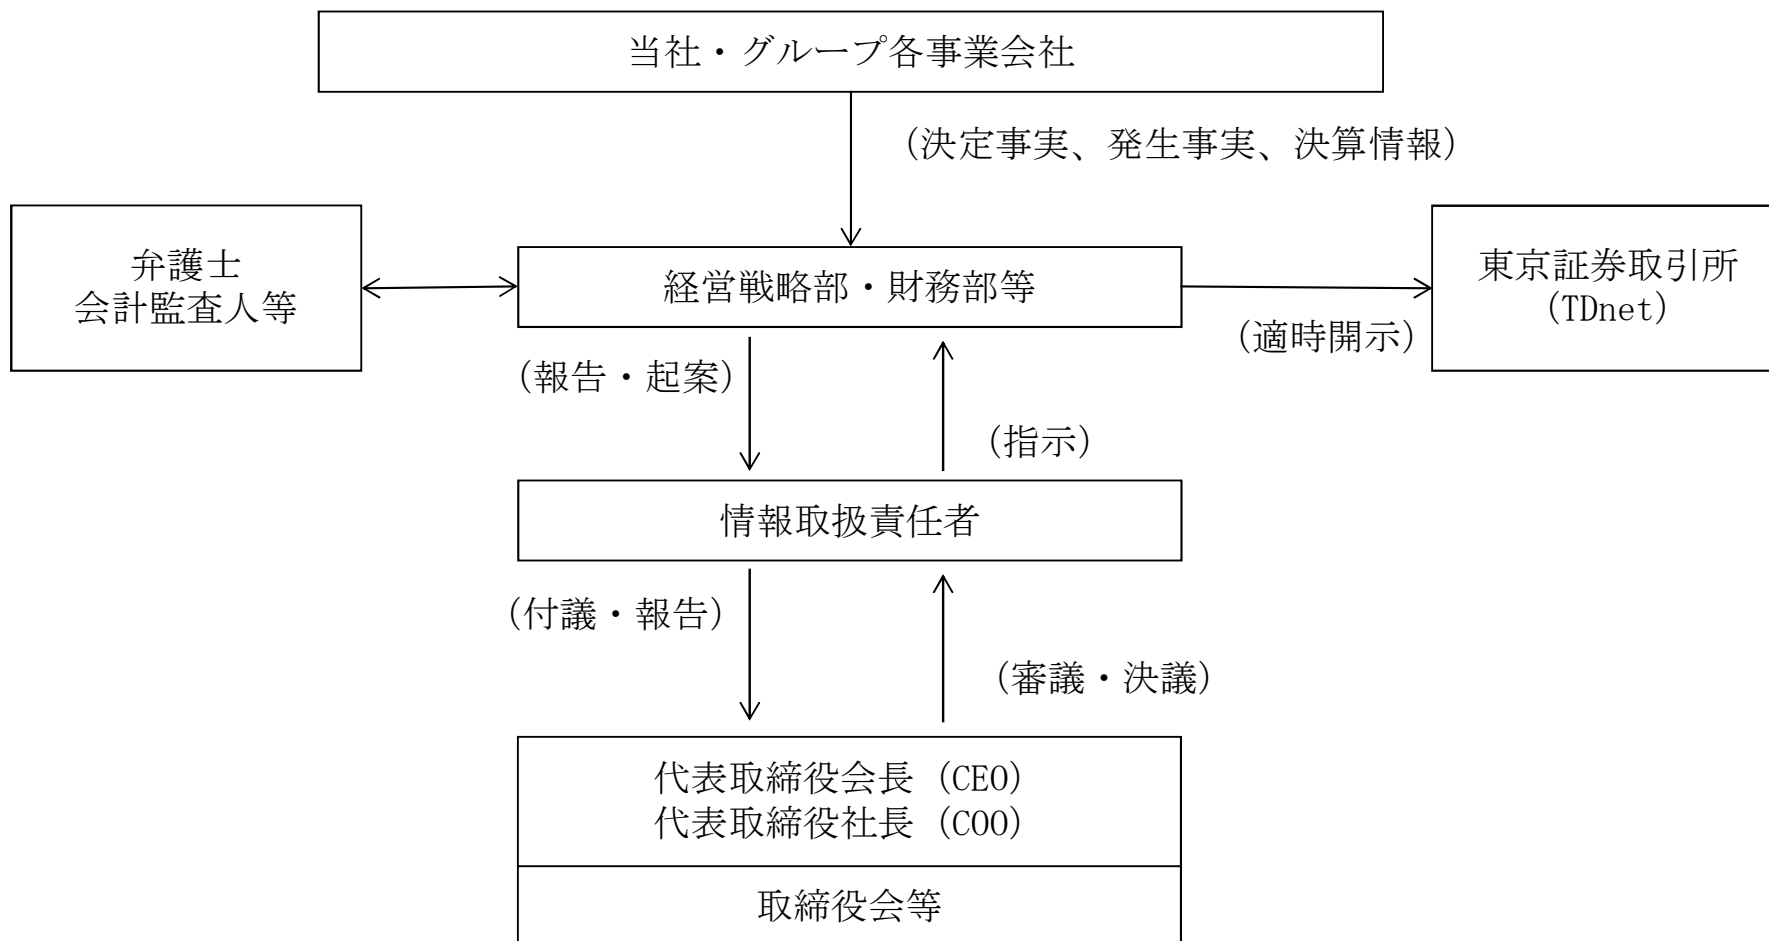 当社・グループ各事業会社
(決定事実、発生事実、決算情報)
弁護士
会計監査人等
経営戦略部・財務部等
東京証券取引所
(TDnet)
(適時開示)
(報告・起案)
(指示)
情報取扱責任者
(付議・報告)
(審議・決議)
代表取締役会長 (CEO)
代表取締役社長 (COO)
取締役会等